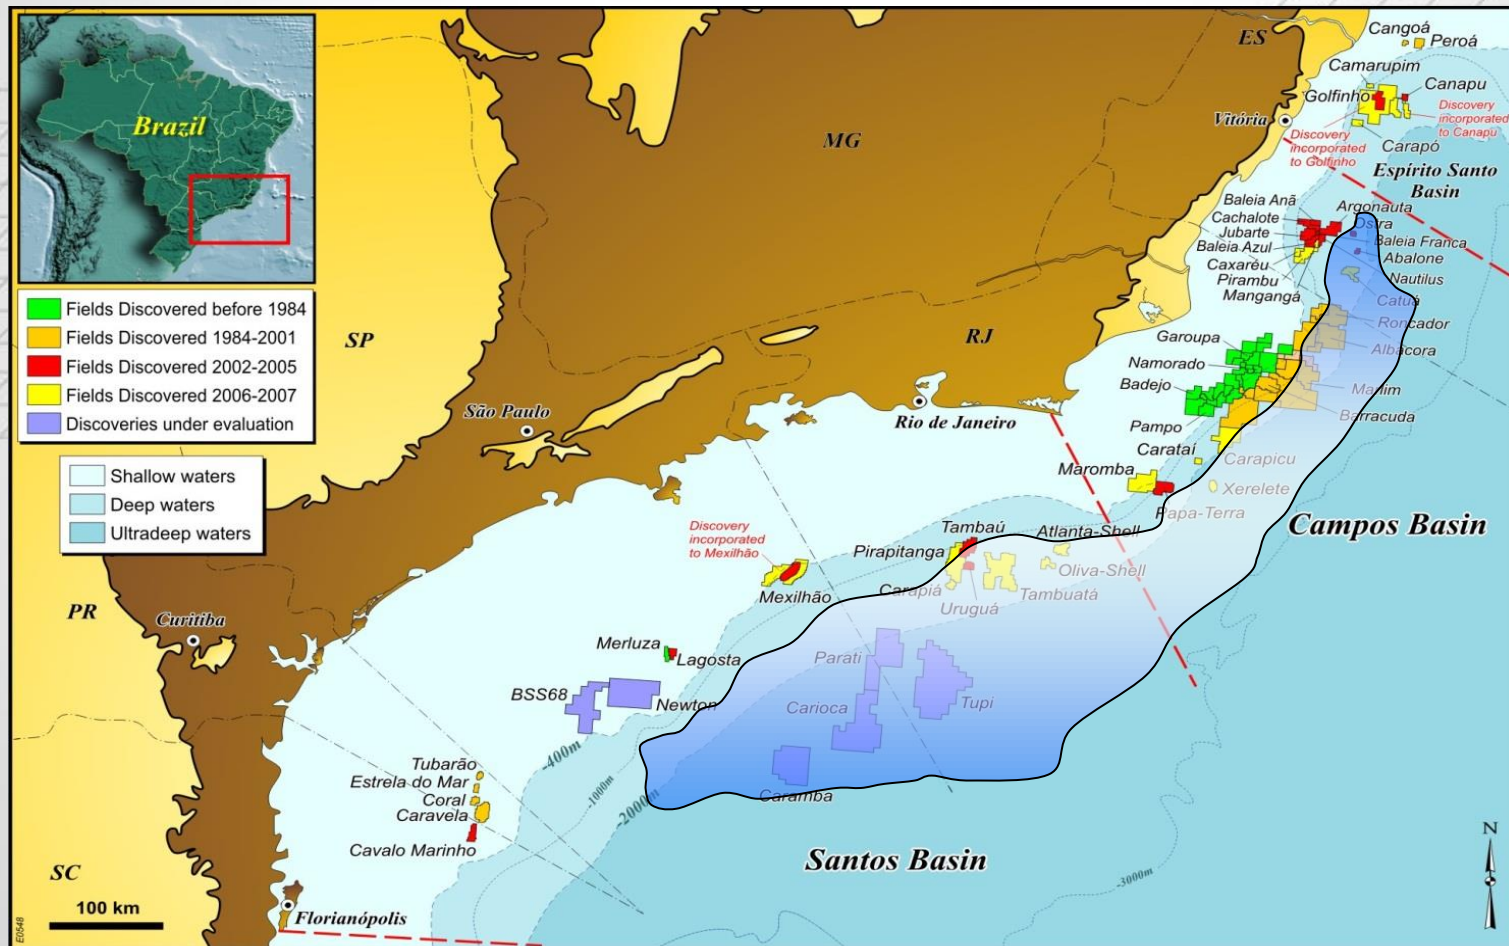 Brazil
Fields Discovered before 1984
Fields Discovered 1984-2001
Fields Discovered 2002-2005
Fields Discovered 2006-2007
Discoveries under evaluation
Shallow waters
Deep waters
Ultradeep waters
ES
MG
SP
RJ
PR
SC
Cangoá
Peroá
Camarupim
Golfinho
Canapu
Discovery
incorporated
to Canapu
Vitória
Discovery
incorporated
to Golfinho
Carapó
Espírito Santo
Basin
Baleia Anã
Argonauta
Cachalote
Ostra
Jubarte
Baleia Franca
Baleia Azul
Abalone
Caxaréu
Nautilus
Pirambu
Mangangá
Catuá
Roncador
Garoupa
Albacora
Namorado
Marlim
Badejo
Barracuda
Pampo
Carataí
Carapicu
Maromba
Xerelete
Papa-Terra
Campos Basin
São Paulo
Rio de Janeiro
Discovery
incorporated
to Mexilhão
Tambaú
Atlanta-Shell
Pirapitanga
Oliva-Shell
Mexilhão
Carapiá
Tambuatá
Uruguá
Curitiba
Merluza
Lagosta
Parati
BSS68
Newton
Carioca
Tupi
-400m
-1000m
-2000m
Caramba
Tubarão
Estrela do Mar
Coral
Caravela
Cavalo Marinho
Santos Basin
-3000m
N
100 km
Florianópolis
E0548